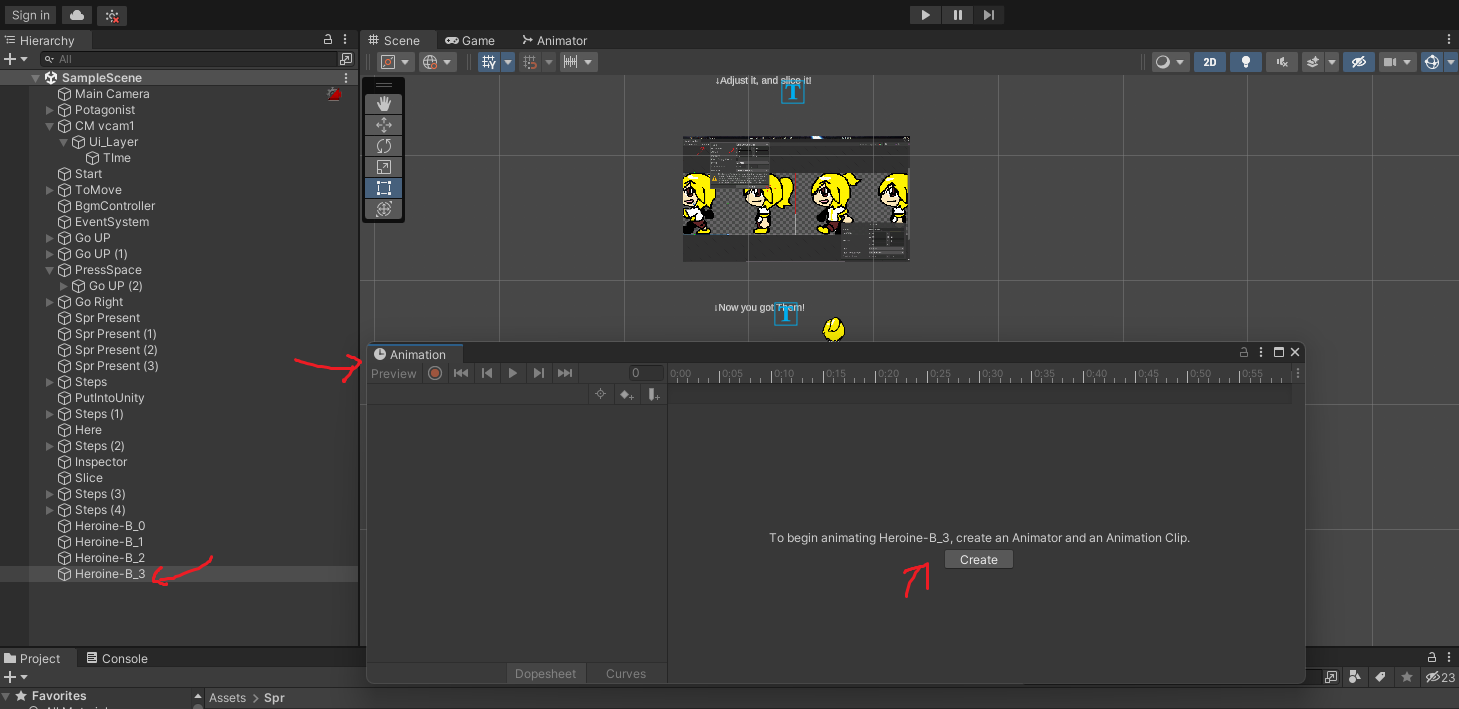 Sign in
Hierarchy
All
SampleScene
Main Camera
Potagonist
CM vcam1
Ui_Layer
TIme
Start
ToMove
BgmController
EventSystem
Go UP
Go UP (1)
PressSpace
Go UP (2)
Go Right
Spr Present
Spr Present (1)
Spr Present (2)
Spr Present (3)
Steps
PutIntoUnity
Steps (1)
Here
Steps (2)
Inspector
Slice
Steps (3)
Steps (4)
Heroine-B_0
Heroine-B_1
Heroine-B_2
Heroine-B_3
Scene
Game
Animator
2D
↓Adjust it, and slice it!
T
↓Now you got Them!
T
Animation
Preview
0
0:00 0:05 0:10 0:15 0:20 0:25 0:30 0:35 0:40 0:45 0:50 0:55
To begin animating Heroine-B_3, create an Animator and an Animation Clip.
Create
Dopesheet
Curves
Project
Console
23
Favorites
Assets > Spr